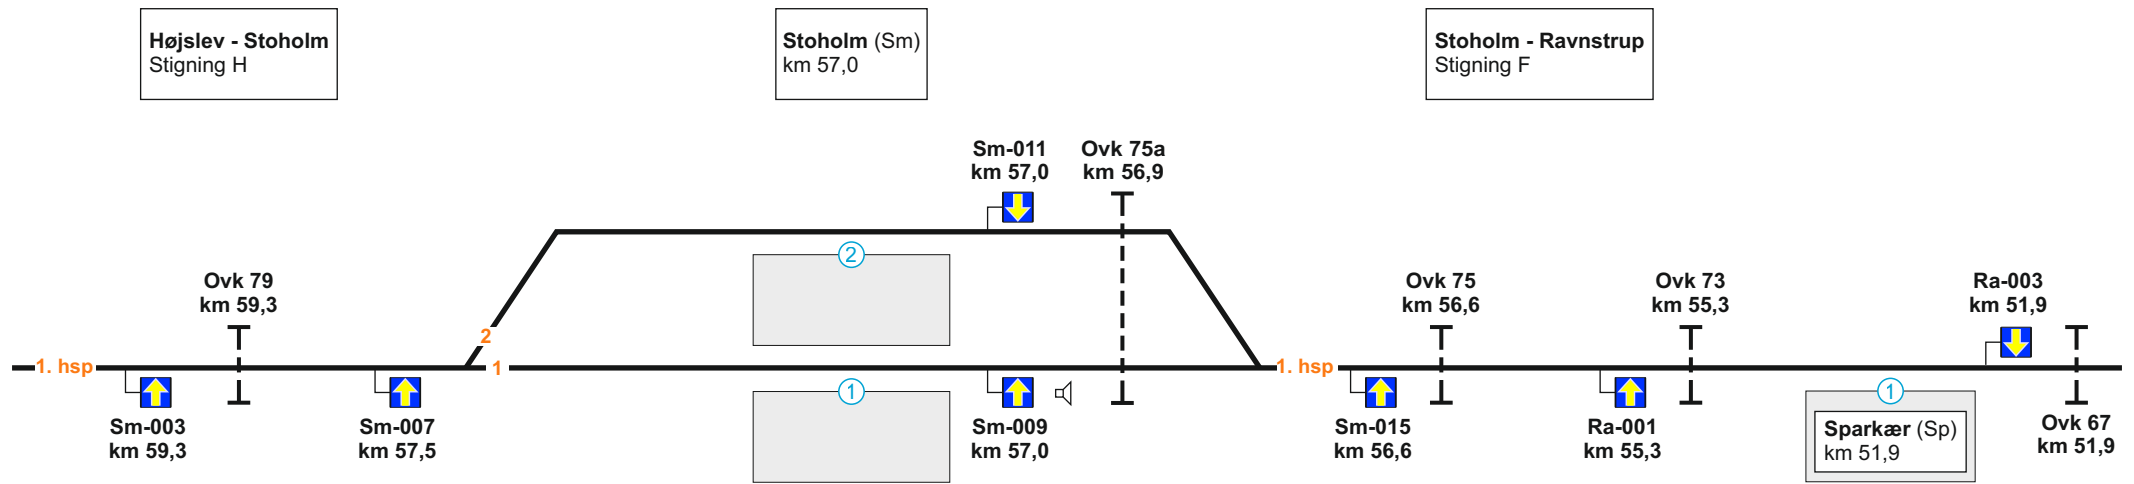 Højslev - Stoholm
Stigning H
Stoholm (Sm)
km 57,0
Stoholm - Ravnstrup
Stigning F
Sm-011
km 57,0
Ovk 75a
km 56,9
2
Ovk 79
km 59,3
Ovk 75
km 56,6
Ovk 73
km 55,3
Ra-003
km 51,9
2
1. hsp
1
1. hsp
1
1
Sm-003
km 59,3
Sm-007
km 57,5
Sm-009
km 57,0
Sm-015
km 56,6
Ra-001
km 55,3
Sparkær (Sp)
km 51,9
Ovk 67
km 51,9